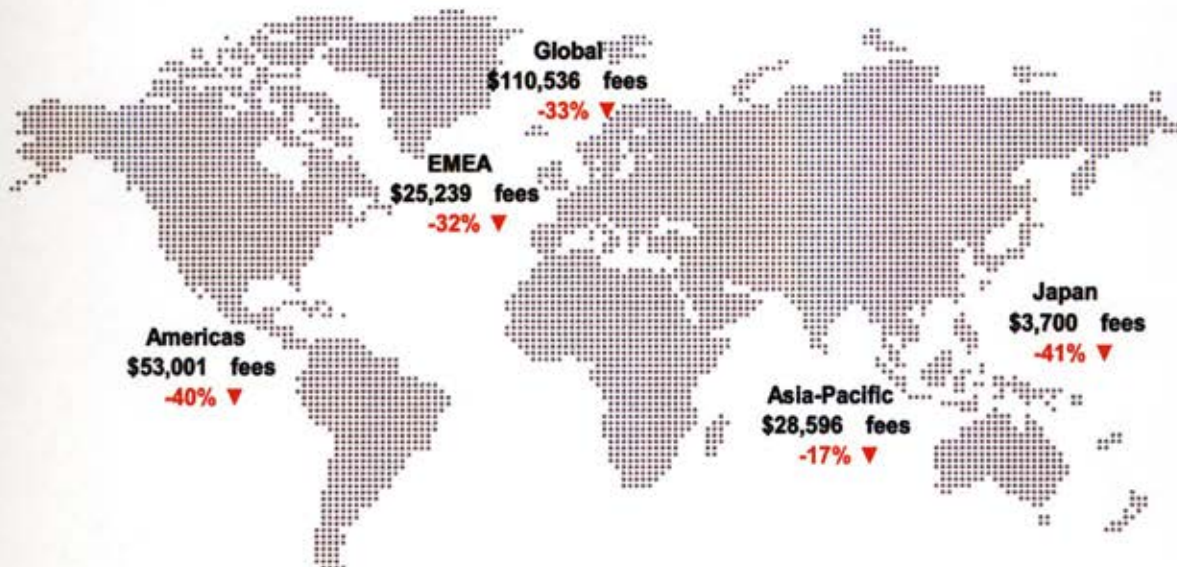 Global
$110,536 fees
-33% ▼
EMEA
$25,239 fees
-32% ▼
Americas
$53,001 fees
-40% ▼
Japan
$3,700 fees
-41% ▼
Asia-Pacific
$28,596 fees
-17% ▼